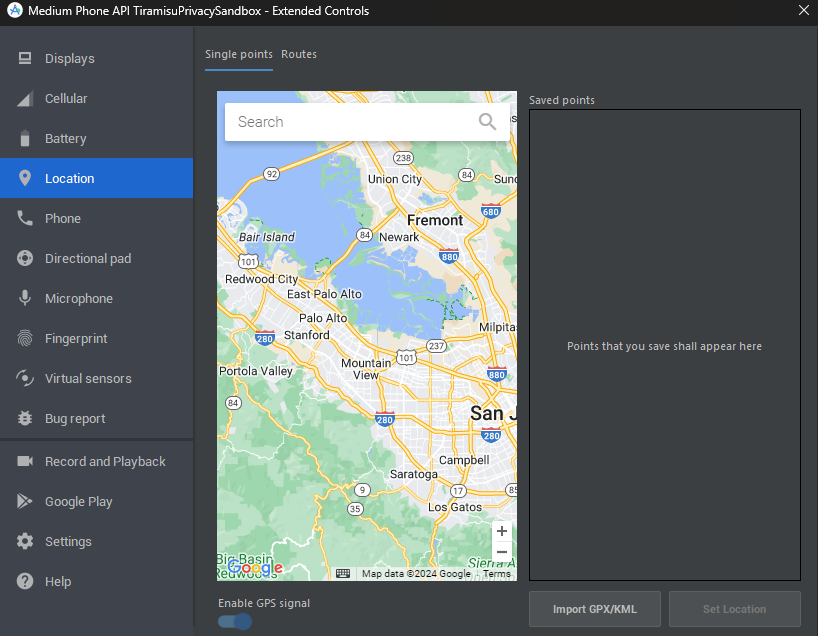 Medium Phone API TiramisuPrivacySandbox - Extended Controls
Displays
Cellular
Battery
Location
Phone
Directional pad
Microphone
Fingerprint
Virtual sensors
Bug report
Record and Playback
Google Play
Settings
Help
Single points
Routes
Search
238
92
Union City
84
680
Fremont
84
Newark
Bair Island
880
101
Redwood City
East Palo Alto
Palo Alto
280
Stanford
Milpitas
237
101
Mountain
View
Portola Valley
880
84
280
San J
280
Campbell
Saratoga
9
17
85
35
Los Gatos
Big Basin
Redwoods
Google
Sierra A
Map data ©2024 Google
Terms
Enable GPS signal
Saved points
Points that you save shall appear here
Import GPX/KML
Set Location